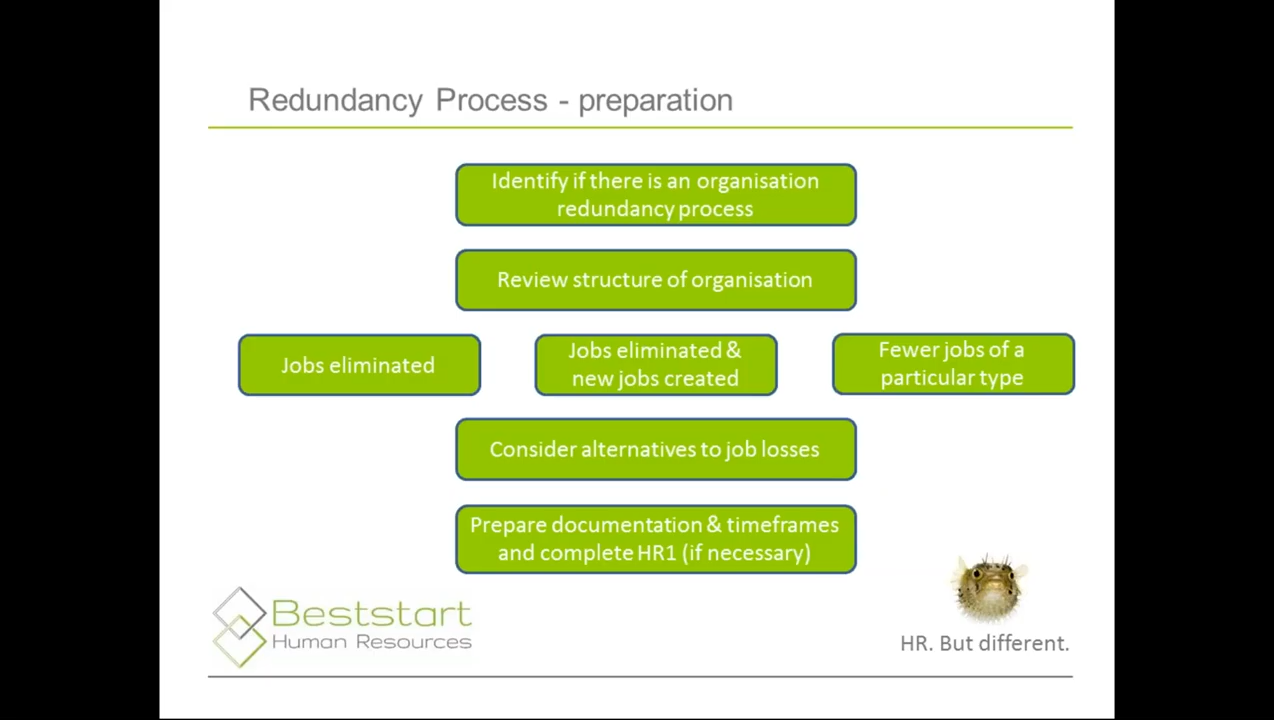 Redundancy Process - preparation
Identify if there is an organisation
redundancy process
Review structure of organisation
Jobs eliminated
Jobs eliminated &
new jobs created
Fewer jobs of a
particular type
Consider alternatives to job losses
Prepare documentation & timeframes
and complete HR1 (if necessary)
Beststart
Human Resources
HR. But different.